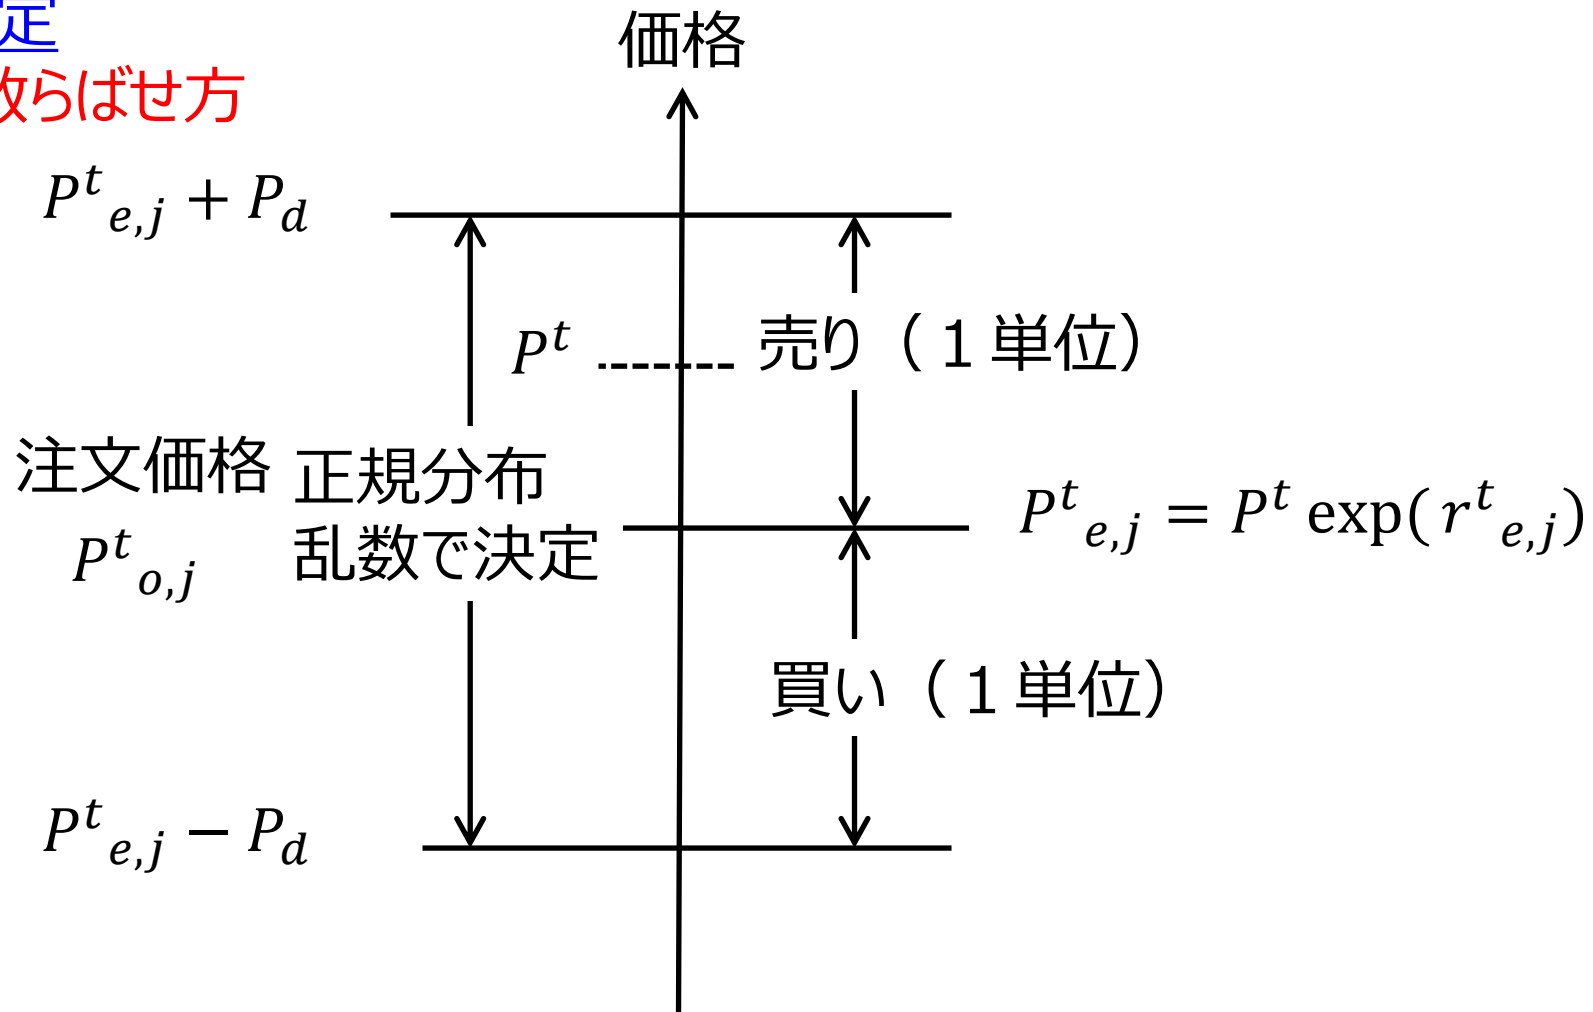 定
散らばせ方
価格
P^t_{e,j} + P_d
P^t
売り（１単位）
注文価格
P^t_{o,j}
正規分布
乱数で決定
P^t_{e,j} = P^t exp(r^t_{e,j})
買い（１単位）
P^t_{e,j} − P_d